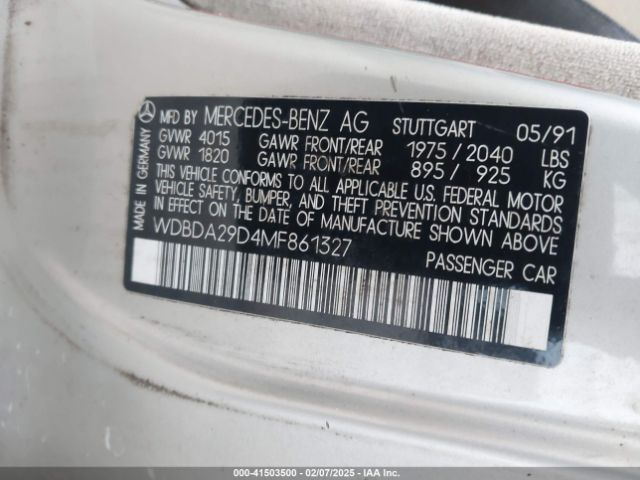 MFD BY MERCEDES-BENZ AG STUTTGART 05/91
GVWR 4015 GAWR FRONT/REAR 1975/2040 LBS
GVWR 1820 GAWR FRONT/REAR 895/ 925 KG
THIS VEHICLE CONFORMS TO ALL APPLICABLE U.S. FEDERAL MOTOR
VEHICLE SAFETY, BUMPER, AND THEFT PREVENTION STANDARDS
IN EFFECT ON THE DATE OF MANUFACTURE SHOWN ABOVE
WDBDA29D4MF861327
PASSENGER CAR
MADE IN GERMANY
000-41503500 | 02/07/2025 - IAA Inc.